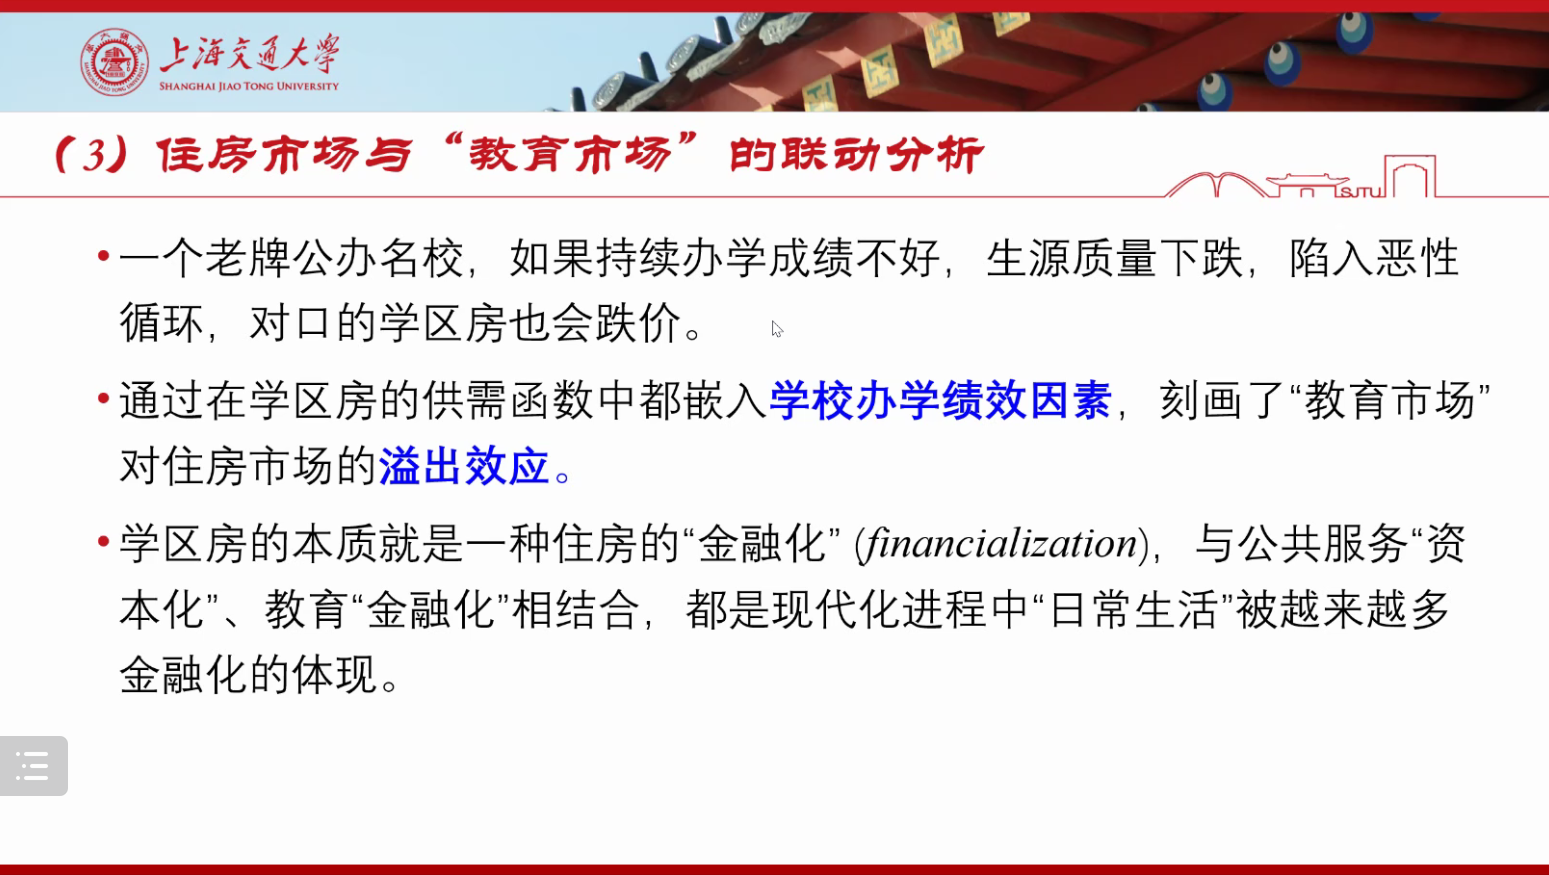 上海交通大学
SHANGHAI JIAO TONG UNIVERSITY
（3）住房市场与“教育市场”的联动分析
SJTU
•一个老牌公办名校，如果持续办学成绩不好，生源质量下跌，陷入恶性
循环，对口的学区房也会跌价。
•通过在学区房的供需函数中都嵌入学校办学绩效因素，刻画了“教育市场”
对住房市场的溢出效应。
•学区房的本质就是一种住房的“金融化” (financialization)，与公共服务“资
本化”、教育“金融化”相结合，都是现代化进程中“日常生活”被越来越多
金融化的体现。